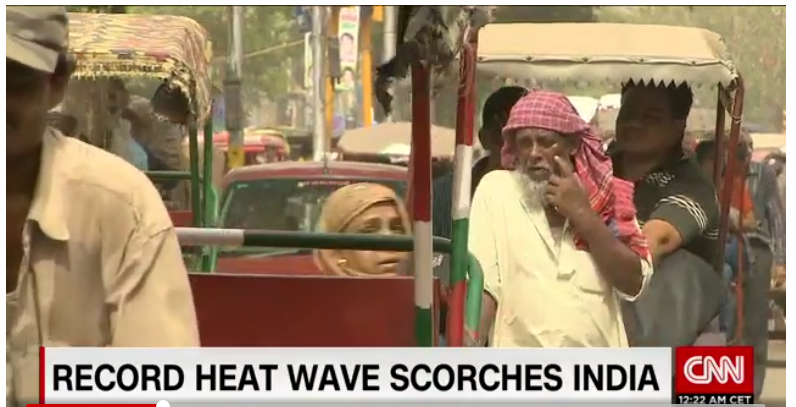 RECORD HEAT WAVE SCORCHES INDIA
CNN
12:22 AM CET